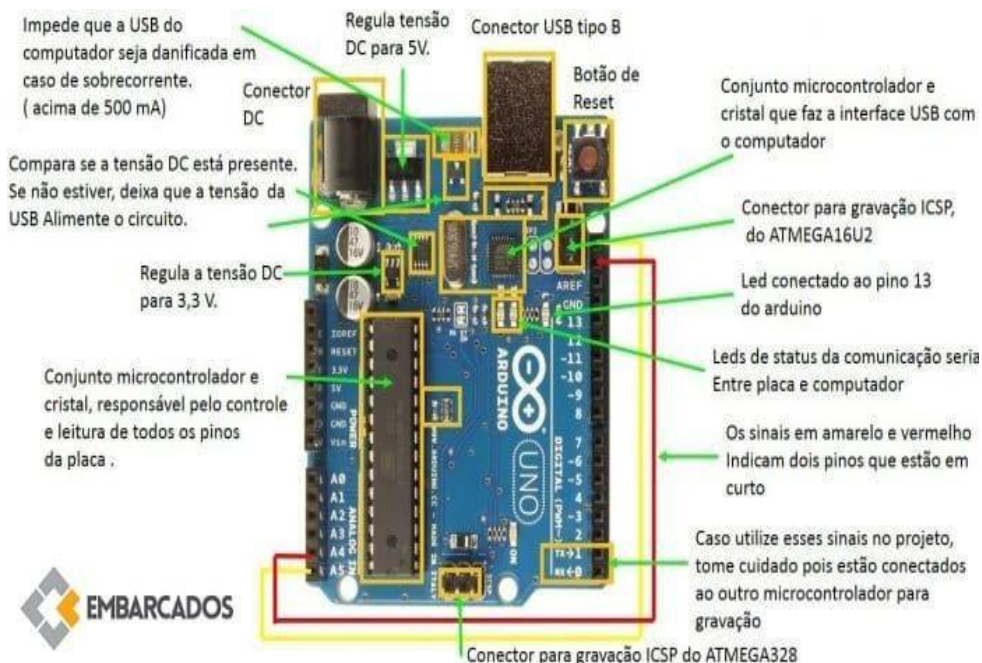 Impede que a USB do
computador seja danificada em
caso de sobrecorrente.
( acima de 500 mA)
Regula tensão
DC para 5V.
Conector USB tipo B
Conector
DC
Botão de
Reset
Conjunto microcontrolador e
cristal que faz a interface USB com
o computador
Compara se a tensão DC está presente.
Se não estiver, deixa que a tensão da
USB Alimente o circuito.
Conector para gravação ICSP,
do ATMEGA16U2
Regula a tensão DC
para 3,3 V.
Led conectado ao pino 13
do arduino
Leds de status da comunicação seria
Entre placa e computador
Conjunto microcontrolador e
cristal, responsável pelo controle
e leitura de todos os pinos
da placa .
Os sinais em amarelo e vermelho
Indicam dois pinos que estão em
curto
Caso utilize esses sinais no projeto,
tome cuidado pois estão conectados
ao outro microcontrolador para
gravação
Conector para gravação ICSP do ATMEGA328
EMBARCADOS
10
47
16V
47
16V
IOREF
RESET
3.3V
5V
GND
GND
Vin
POWER
A0
A1
A2
A3
A4
A5
ANALOG IN
AREF
GND
13
12
~11
~10
~9
8
7
~6
~5
4
~3
2
TX→1
RX←0
DIGITAL (PWM~)
ARDUINO
UNO
ON
ICSP